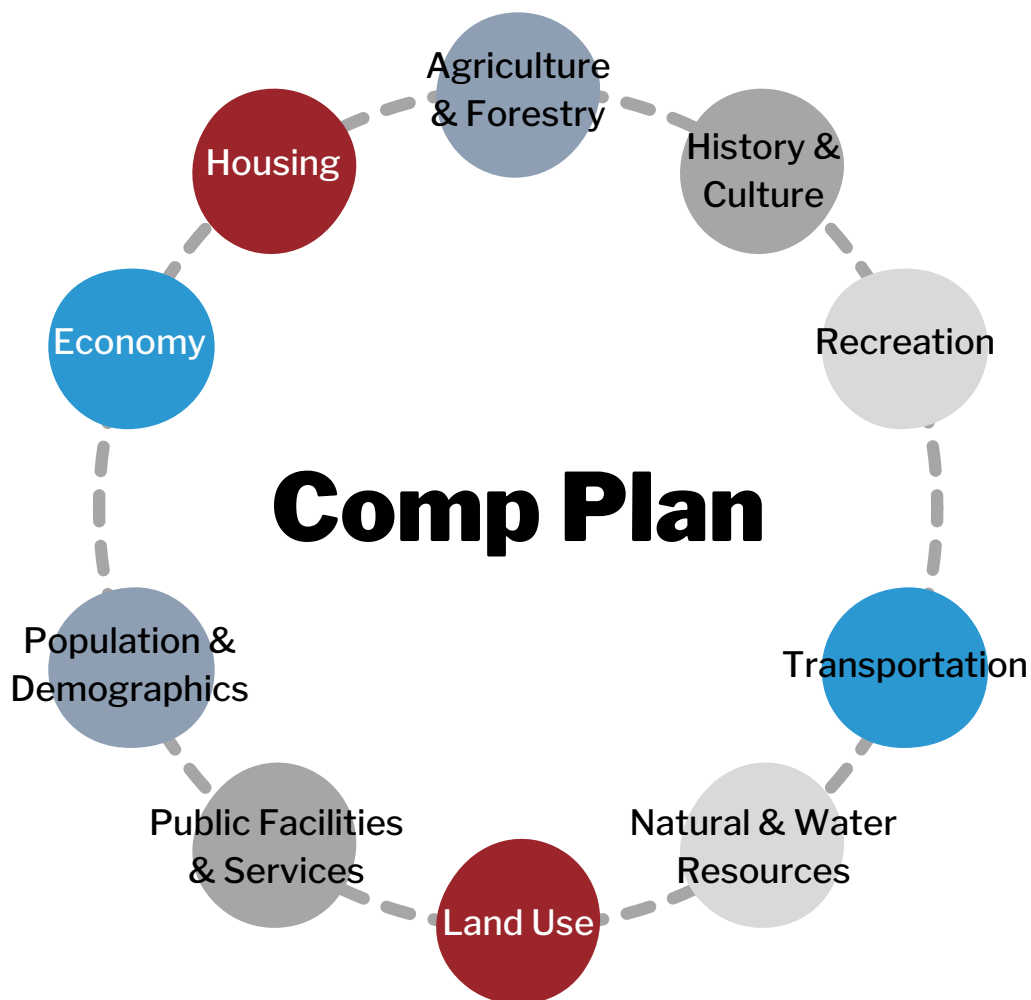 Agriculture
& Forestry
History &
Culture
Housing
Recreation
Economy
Comp Plan
Population &
Demographics
Transportation
Public Facilities
& Services
Natural & Water
Resources
Land Use